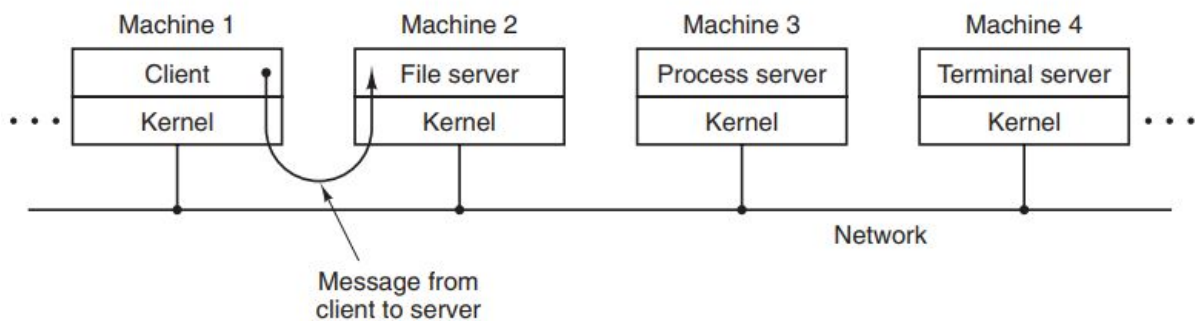 Machine 1
Machine 2
Machine 3
Machine 4
Client
File server
Process server
Terminal server
Kernel
Kernel
Kernel
Kernel
Network
Message from
client to server